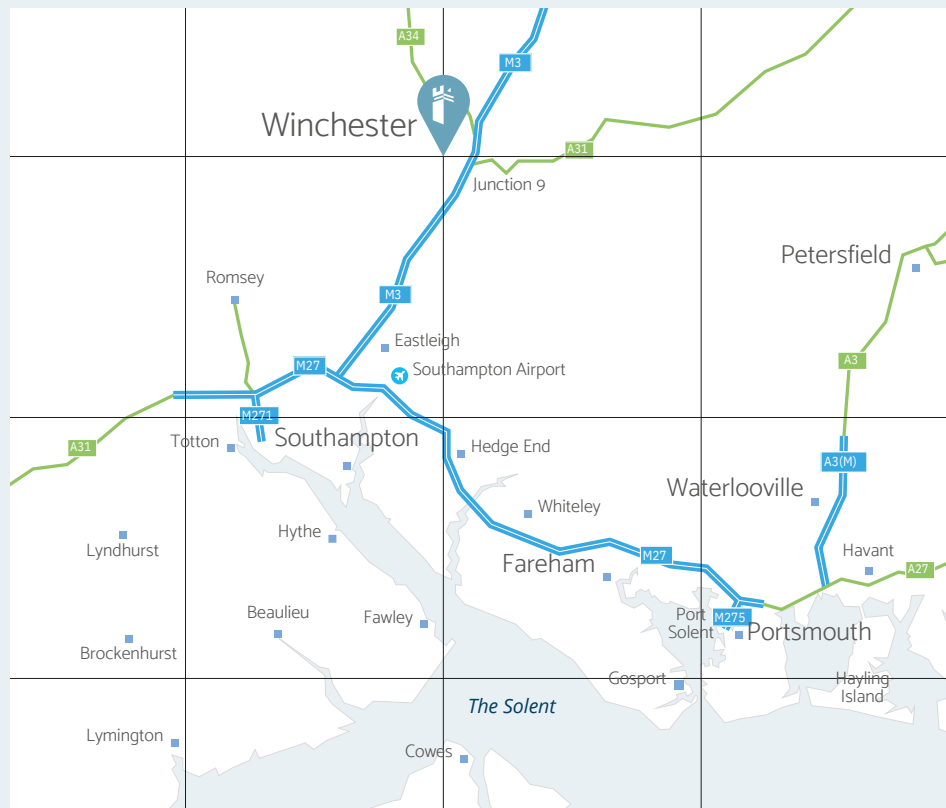 A34
M3
Winchester
A31
Junction 9
Petersfield
Romsey
M3
Eastleigh
A3
M27
Southampton Airport
M271
Totton
Southampton
A31
Hedge End
A3(M)
Waterlooville
Whiteley
Hythe
Lyndhurst
Havant
M27
Fareham
A27
Beaulieu
Fawley
Port
Solent
M275
Portsmouth
Brockenhurst
Gosport
Hayling
Island
The Solent
Lymington
Cowes